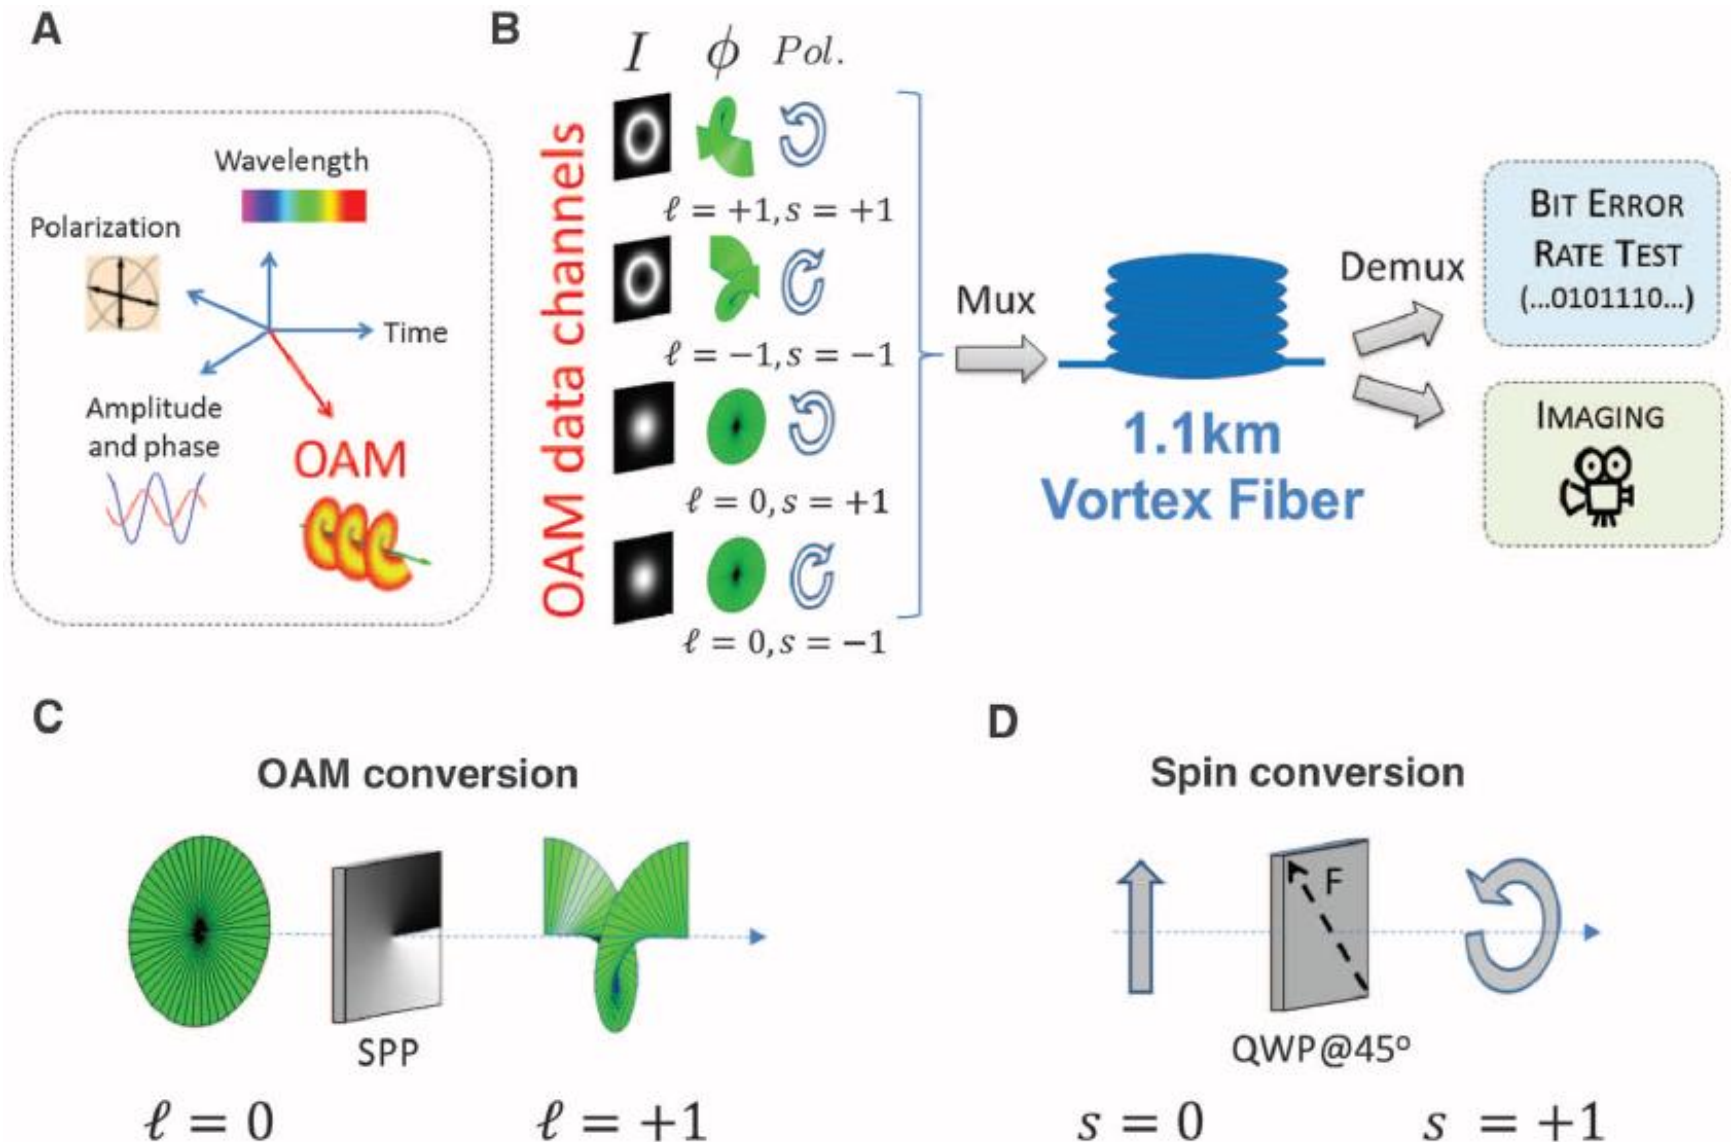 A
Wavelength
Polarization
Time
Amplitude
and phase
OAM
B
I ϕ Pol.
OAM data channels
ℓ = +1, s = +1
ℓ = −1, s = −1
ℓ = 0, s = +1
ℓ = 0, s = −1
Mux
1.1km
Vortex Fiber
Demux
BIT ERROR
RATE TEST
(...0101110...)
IMAGING
C
OAM conversion
SPP
ℓ = 0
ℓ = +1
D
Spin conversion
F
QWP@45º
s = 0
s = +1